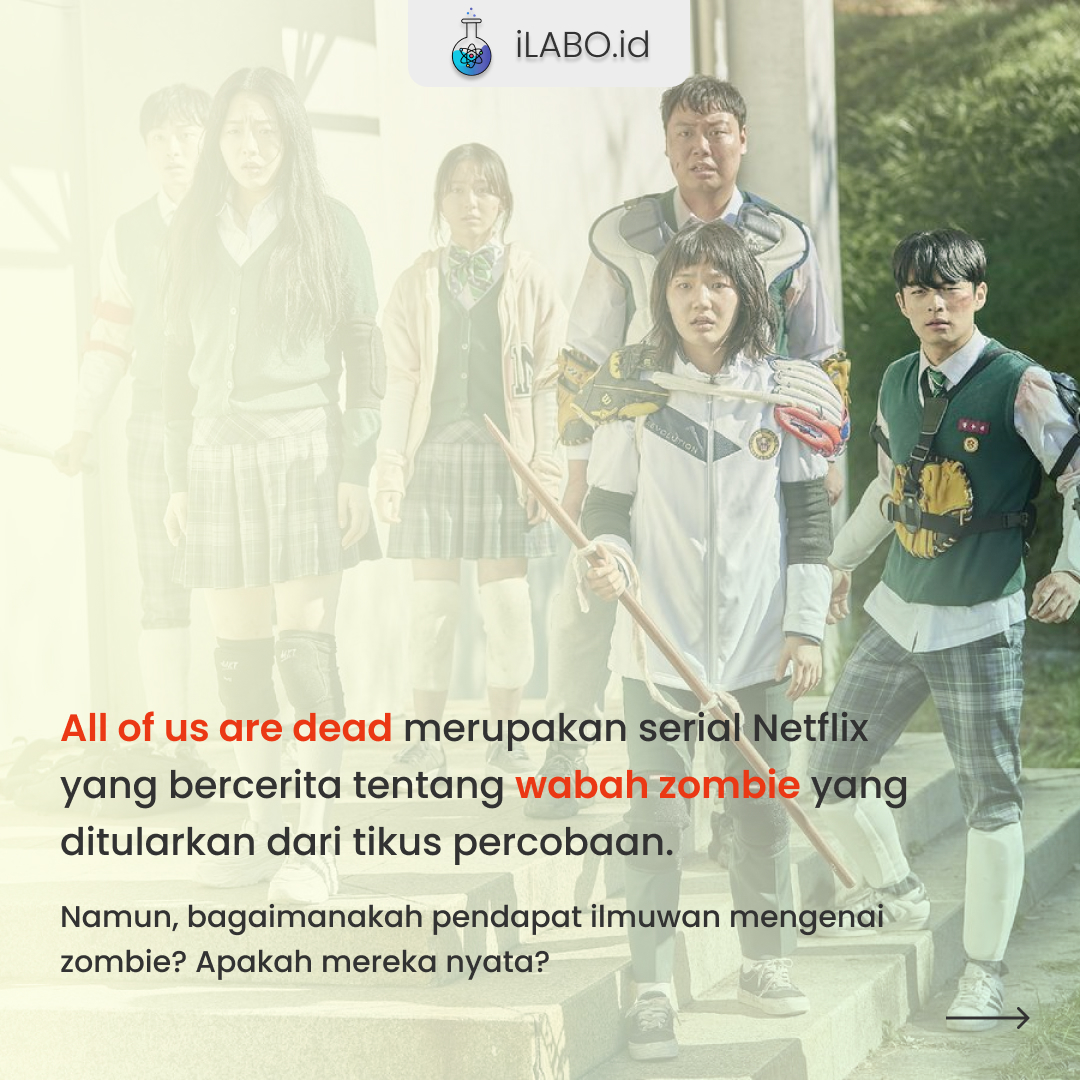 iLABO.id
EVOLUTION
All of us are dead merupakan serial Netflix
yang bercerita tentang wabah zombie yang
ditularkan dari tikus percobaan.
Namun, bagaimanakah pendapat ilmuwan mengenai
zombie? Apakah mereka nyata?